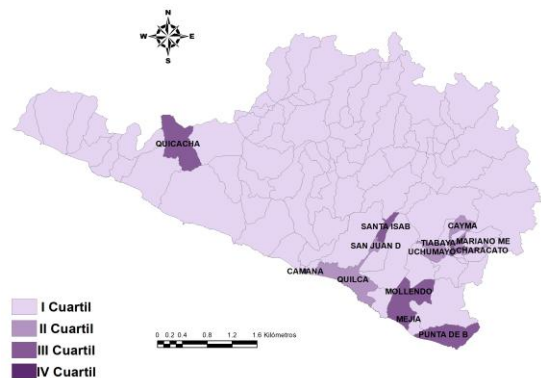 N
W E
S
QUICACHA
SANTA ISAB
CAYMA
SAN JUAN D
TIABAYA
MARIANO ME
UCHUMAYO
CHARACATO
CAMANA
QUILCA
MOLLENDO
MEJIA
PUNTA DE B
I Cuartil
II Cuartil
III Cuartil
IV Cuartil
0 0.2 0.4 0.8 1.2 1.6 Kilómetros